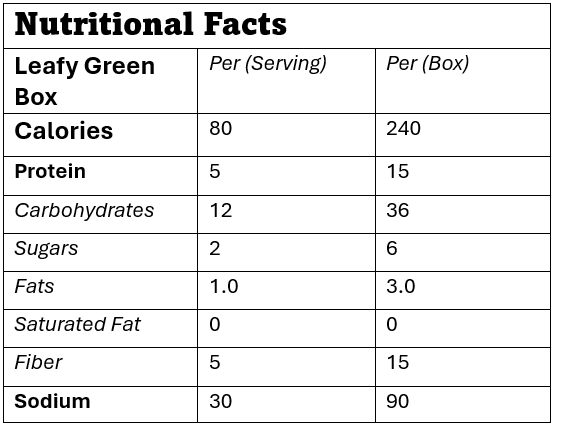 Nutritional Facts
Leafy Green Per (Serving) Per (Box)
Box
Calories 80 240
Protein 5 15
Carbohydrates 12 36
Sugars 2 6
Fats 1.0 3.0
Saturated Fat 0 0
Fiber 5 15
Sodium 30 90